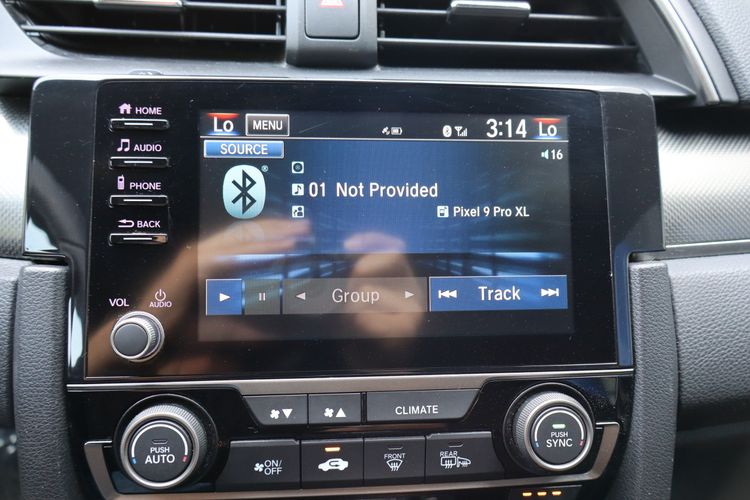 HOME
AUDIO
PHONE
BACK
VOL
AUDIO
Lo MENU 3:14 Lo
SOURCE 16
01 Not Provided
Pixel 9 Pro XL
Group Track
CLIMATE
PUSH
AUTO
ON/
OFF
FRONT
REAR
PUSH
SYNC